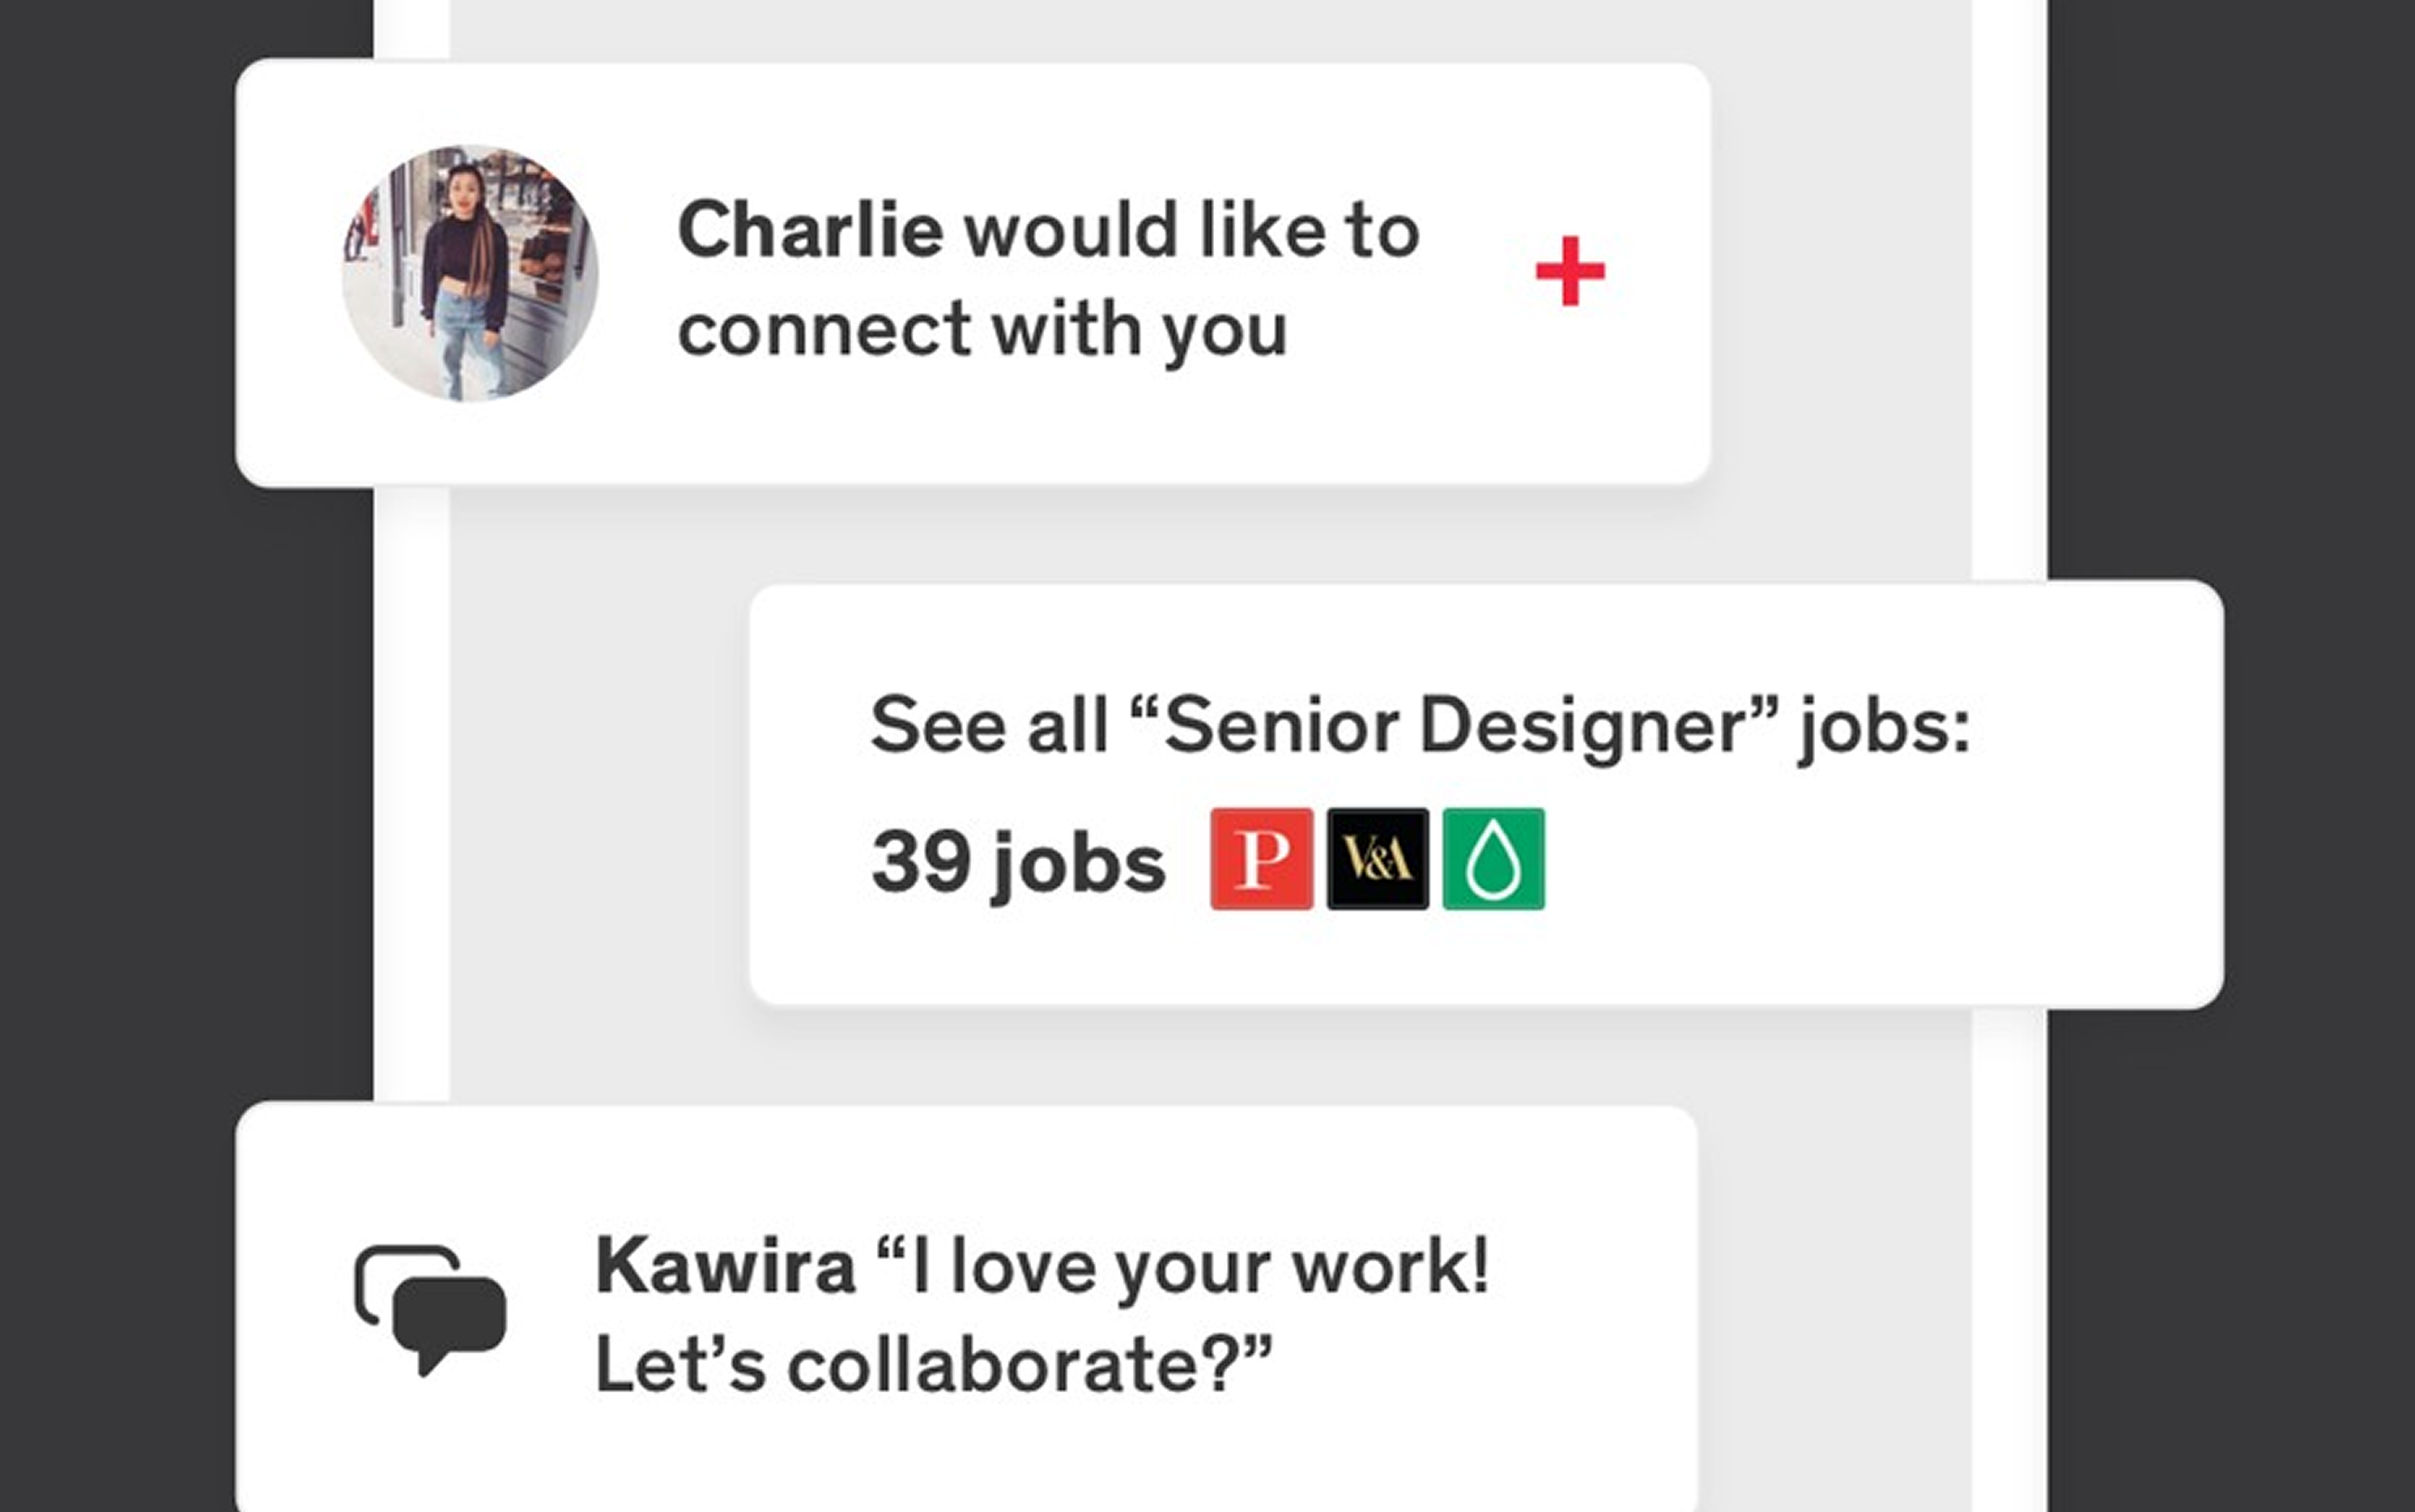 Charlie would like to
connect with you
See all “Senior Designer” jobs:
39 jobs P V&A
Kawira “I love your work!
Let’s collaborate?”